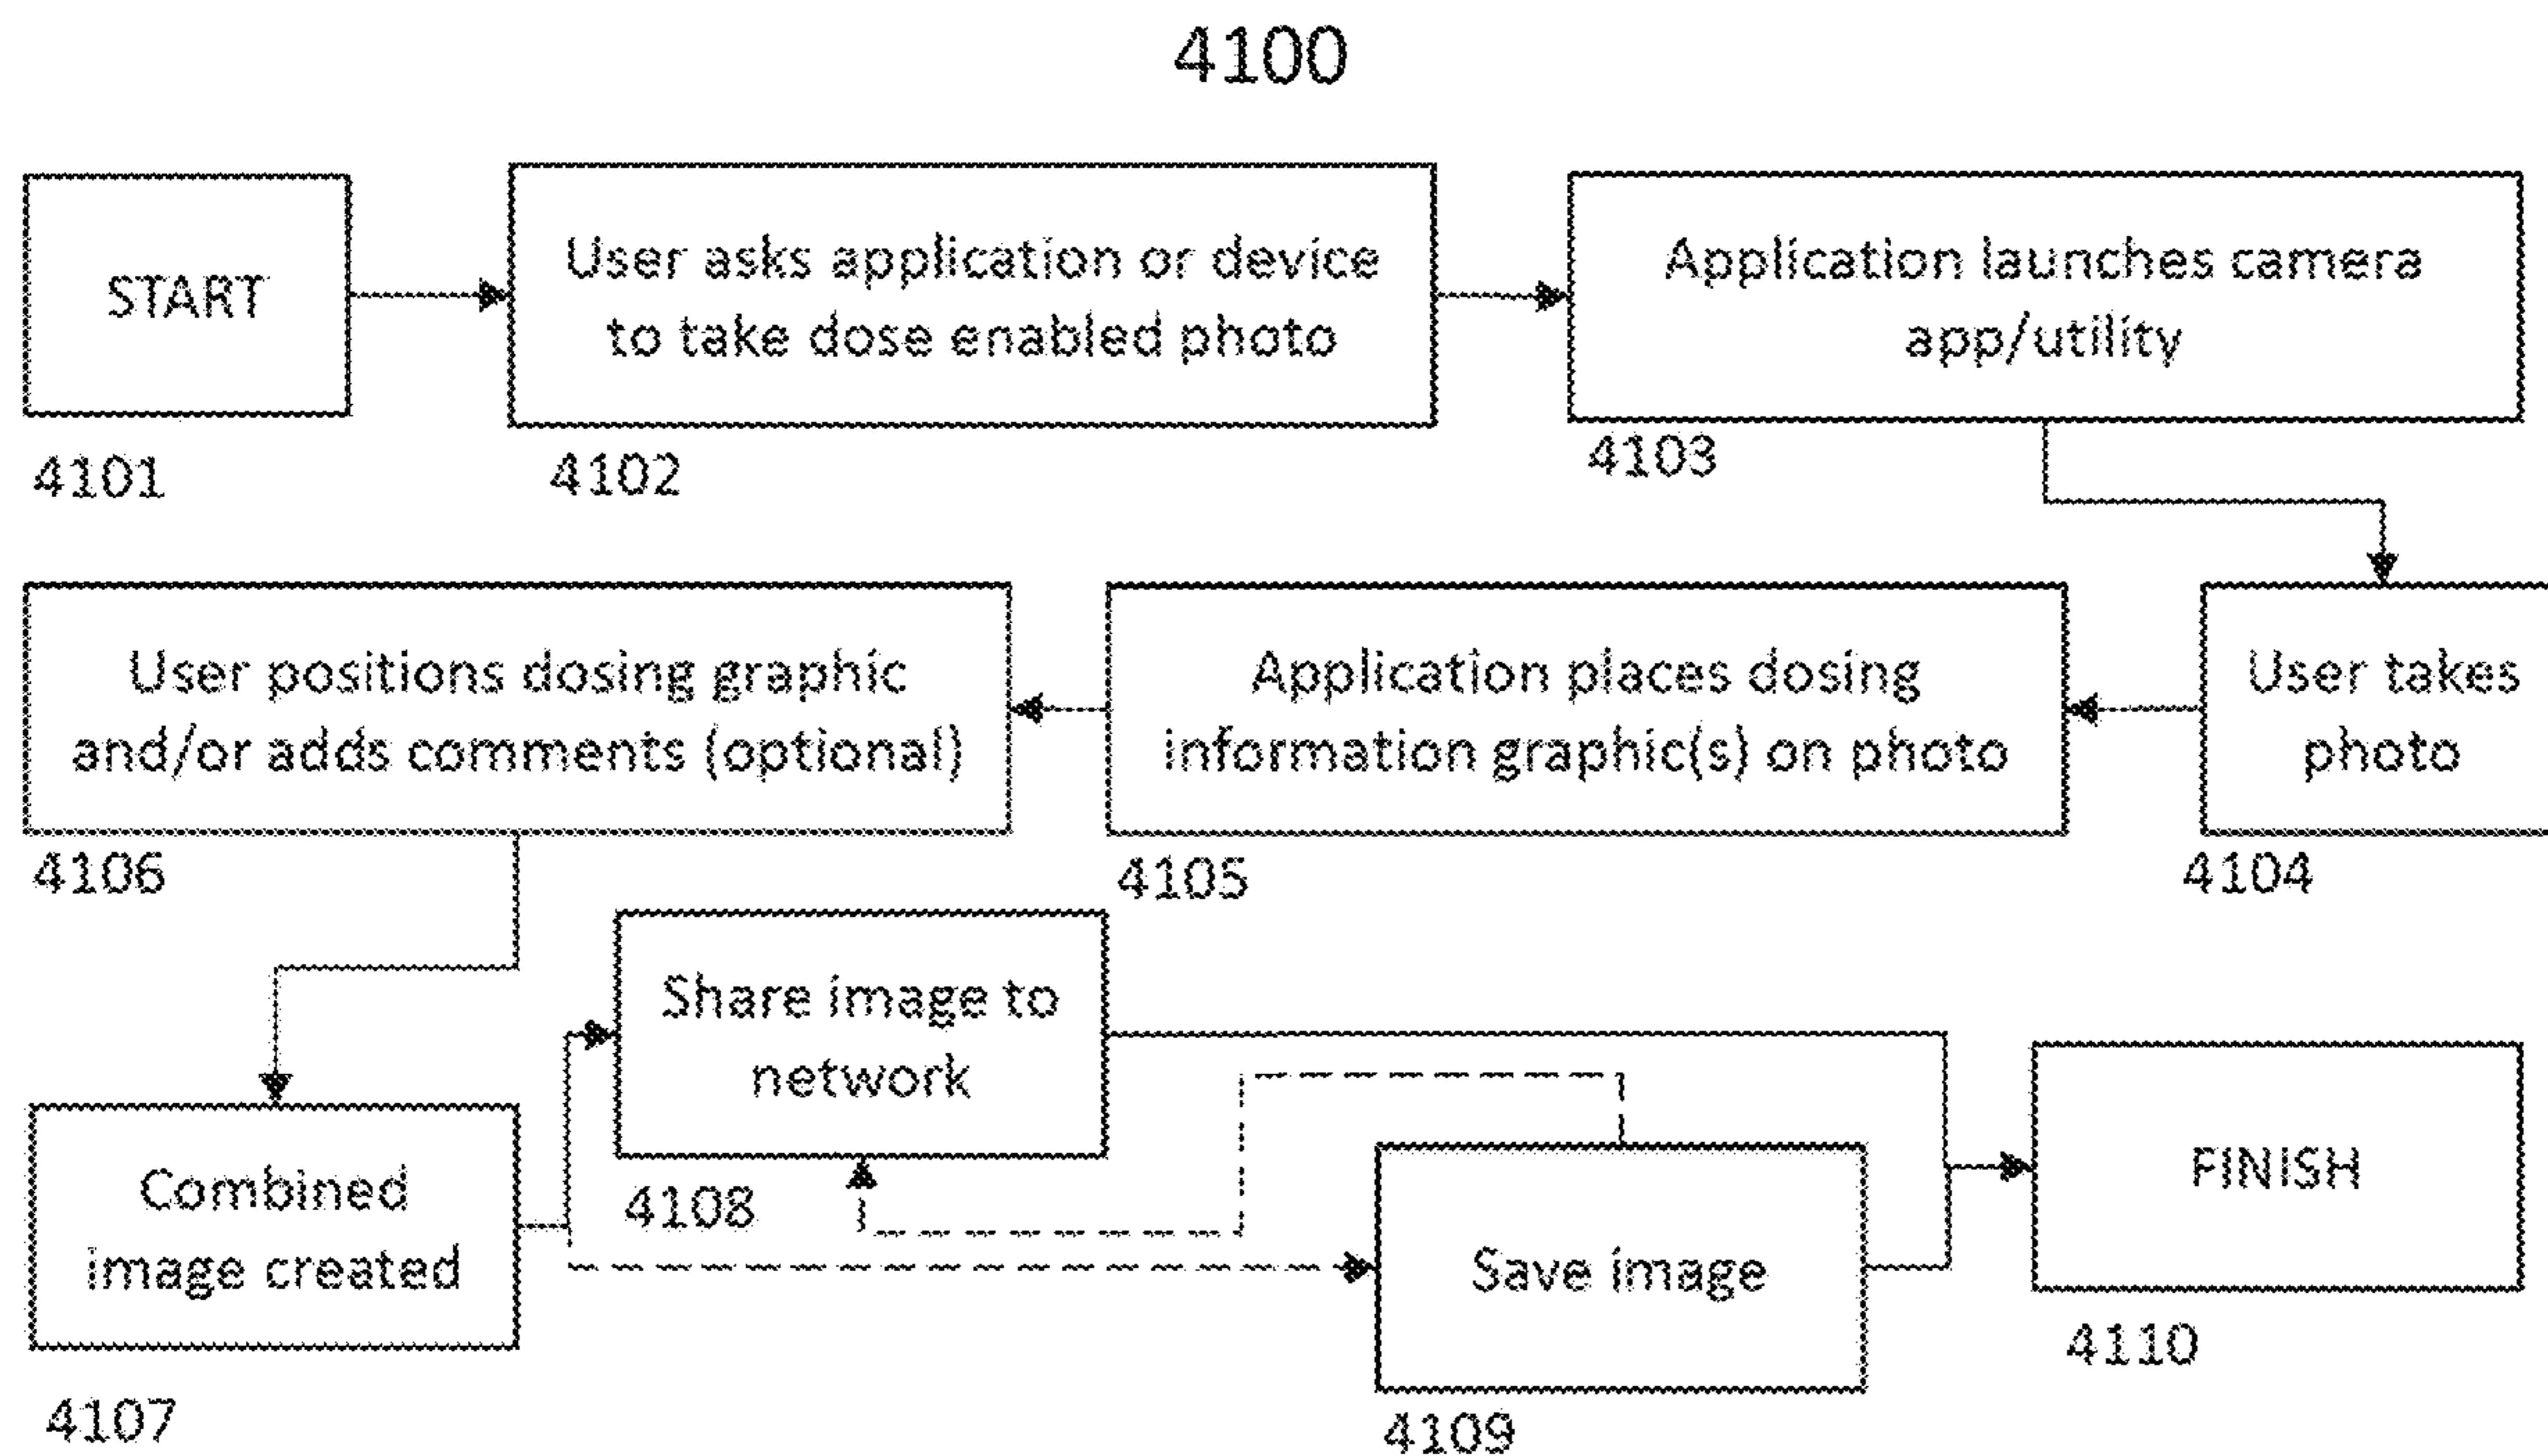 4100
START
4101
User asks application or device
to take dose enabled photo
4102
Application launches camera
app/utility
4103
User takes
photo
4104
Application places dosing
information graphic(s) on photo
4105
User positions dosing graphic
and/or adds comments (optional)
4106
Combined
image created
4107
Share image to
network
4108
Save image
4109
FINISH
4110